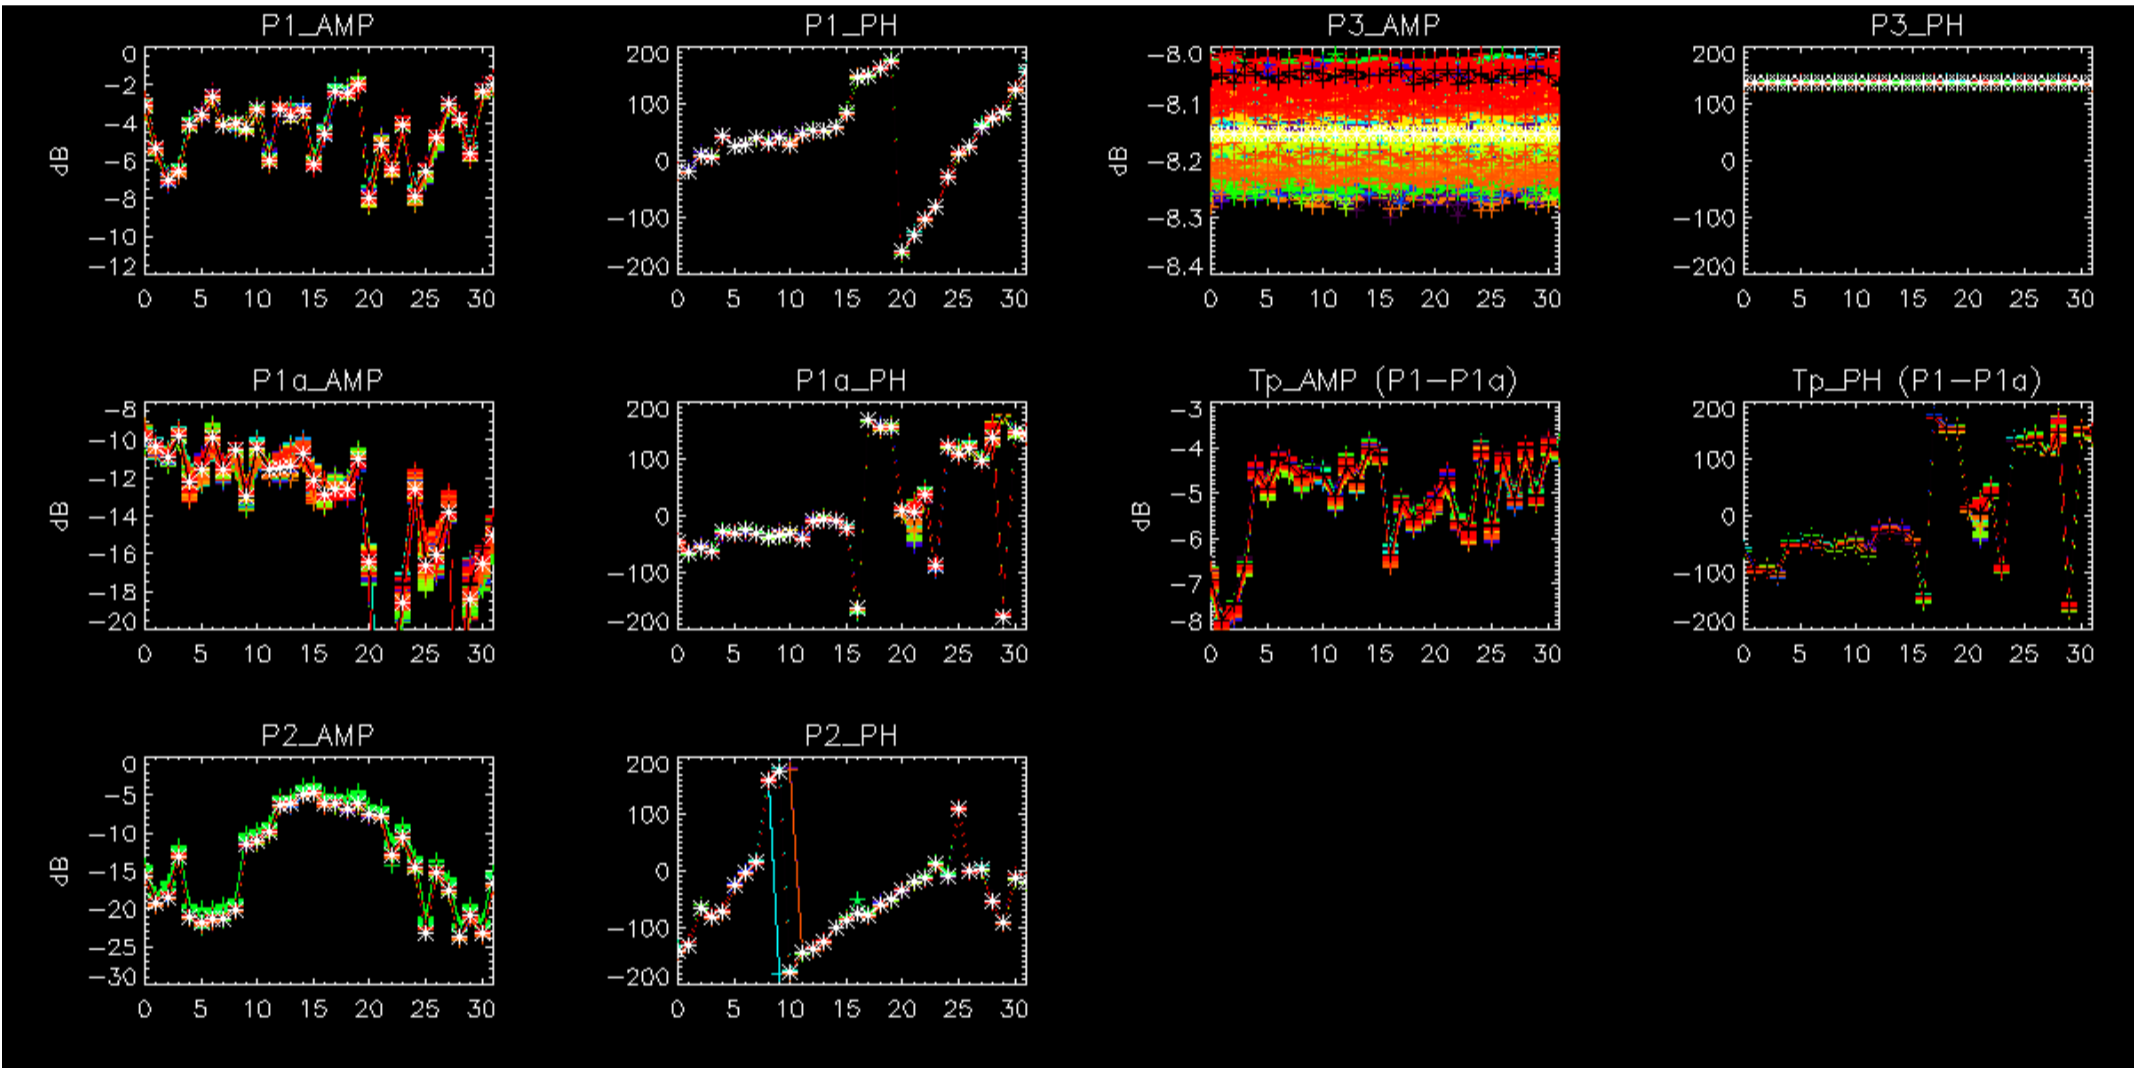 P1_AMP
0
−2
−4
−6
−8
−10
−12
dB
0 5 10 15 20 25 30
P1_PH
200
100
0
−100
−200
0 5 10 15 20 25 30
P3_AMP
−8.0
−8.1
−8.2
−8.3
−8.4
dB
0 5 10 15 20 25 30
P3_PH
200
100
0
−100
−200
0 5 10 15 20 25 30
P1a_AMP
−8
−10
−12
−14
−16
−18
−20
dB
0 5 10 15 20 25 30
P1a_PH
200
100
0
−100
−200
0 5 10 15 20 25 30
Tp_AMP (P1−P1a)
−3
−4
−5
−6
−7
−8
dB
0 5 10 15 20 25 30
Tp_PH (P1−P1a)
200
100
0
−100
−200
0 5 10 15 20 25 30
P2_AMP
0
−5
−10
−15
−20
−25
−30
dB
0 5 10 15 20 25 30
P2_PH
200
100
0
−100
−200
0 5 10 15 20 25 30